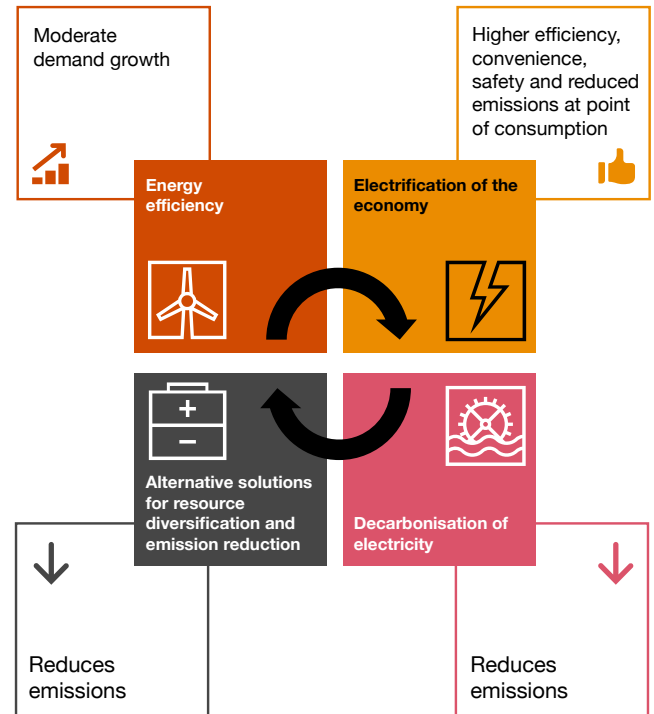 Moderate
demand growth
Higher efficiency,
convenience,
safety and reduced
emissions at point
of consumption
Energy
efficiency
Electrification of the
economy
+
−
Alternative solutions
for resource
diversification and
emission reduction
Decarbonisation of
electricity
Reduces
emissions
Reduces
emissions